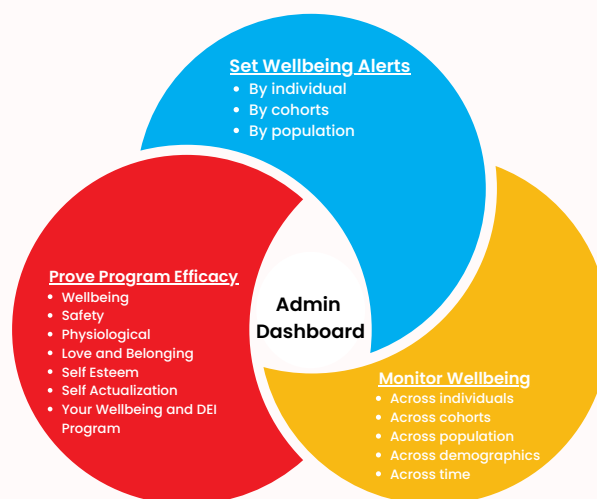 Set Wellbeing Alerts
• By individual
• By cohorts
• By population
Prove Program Efficacy
• Wellbeing
• Safety
• Physiological
• Love and Belonging
• Self Esteem
• Self Actualization
• Your Wellbeing and DEI
Program
Admin
Dashboard
Monitor Wellbeing
• Across individuals
• Across cohorts
• Across population
• Across demographics
• Across time